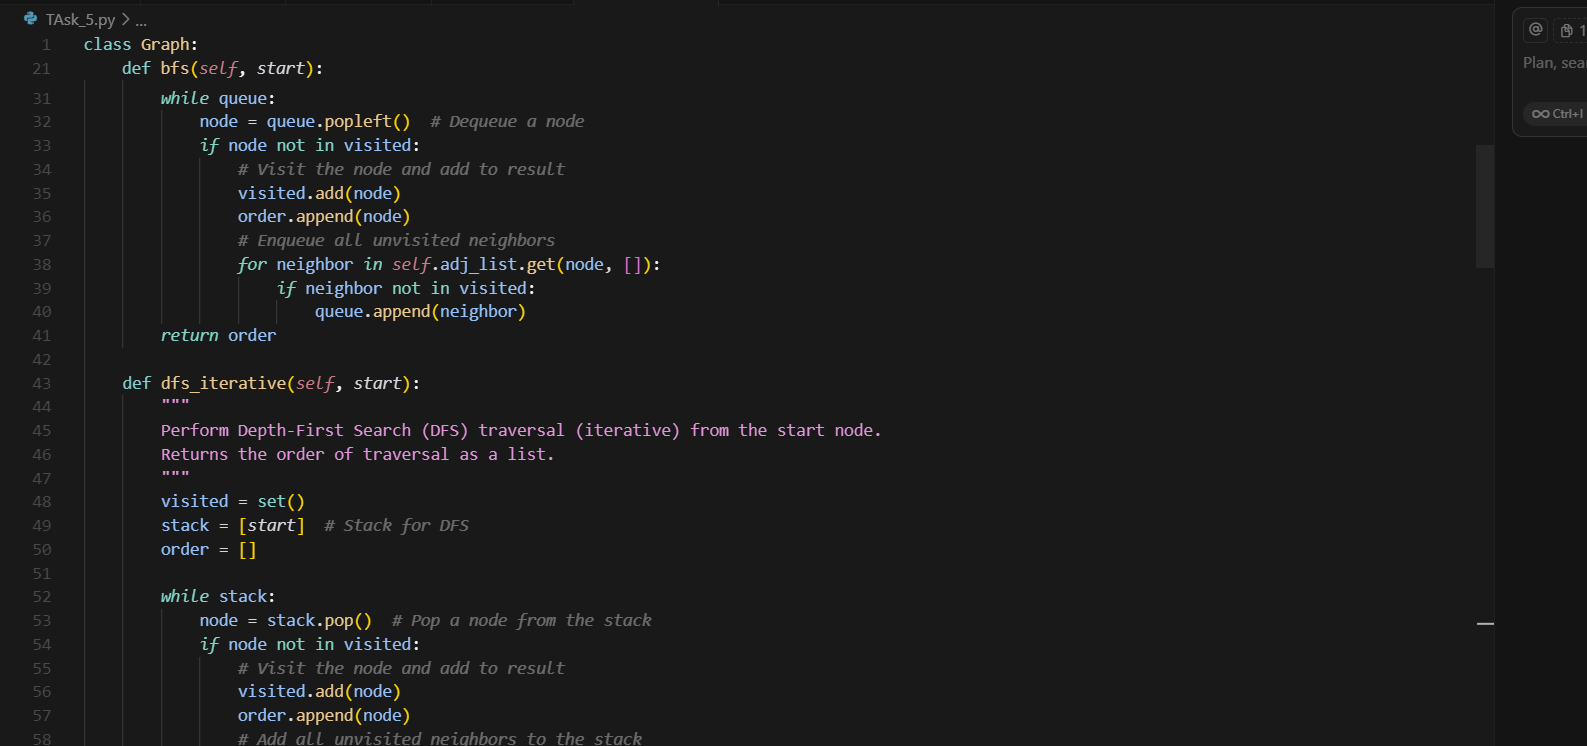 TAsk_5.py > ...
1 class Graph:
21 def bfs(self, start):
31 while queue:
32 node = queue.popleft()  # Dequeue a node
33 if node not in visited:
34 # Visit the node and add to result
35 visited.add(node)
36 order.append(node)
37 # Enqueue all unvisited neighbors
38 for neighbor in self.adj_list.get(node, []):
39 if neighbor not in visited:
40 queue.append(neighbor)
41 return order
42
43 def dfs_iterative(self, start):
44 """
45 Perform Depth-First Search (DFS) traversal (iterative) from the start node.
46 Returns the order of traversal as a list.
47 """
48 visited = set()
49 stack = [start]  # Stack for DFS
50 order = []
51
52 while stack:
53 node = stack.pop()  # Pop a node from the stack
54 if node not in visited:
55 # Visit the node and add to result
56 visited.add(node)
57 order.append(node)
58 # Add all unvisited neighbors to the stack
@ 1
Plan, sea
∞ Ctrl+I